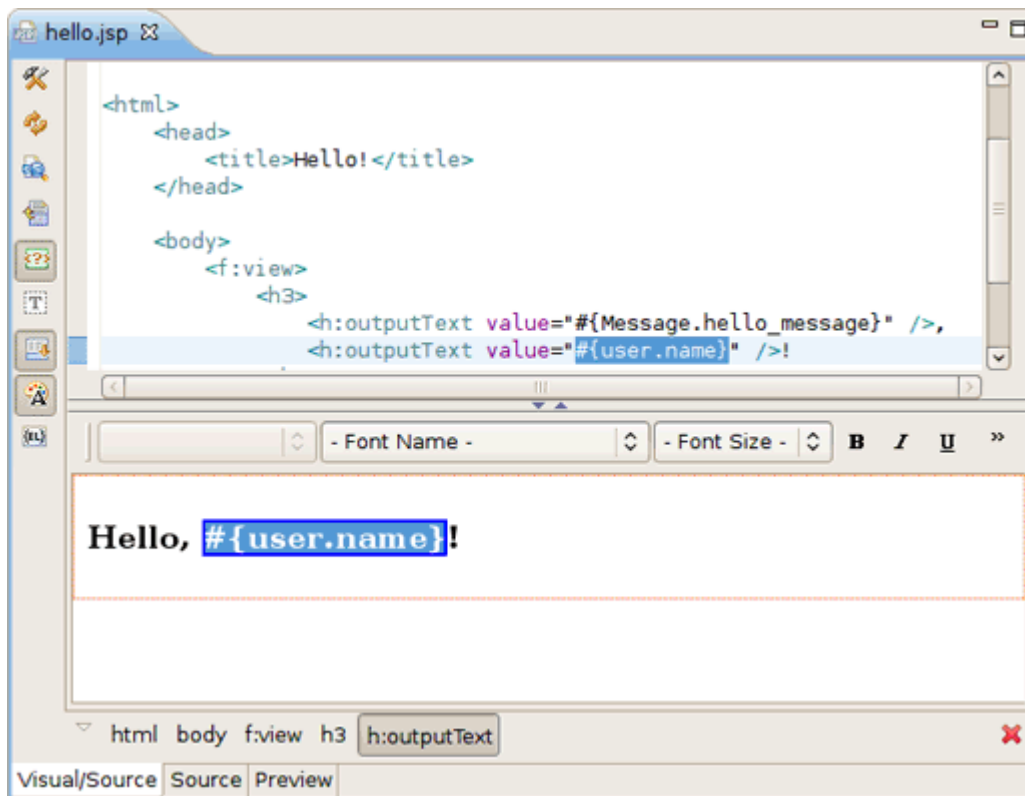 hello.jsp
<html>
<head>
<title>Hello!</title>
</head>
<body>
<f:view>
<h3>
<h:outputText value="#{Message.hello_message}" />,
<h:outputText value="#{user.name}" />!
- Font Name - - Font Size - B I U »
Hello, #{user.name}!
html body f:view h3 h:outputText
Visual/Source Source Preview